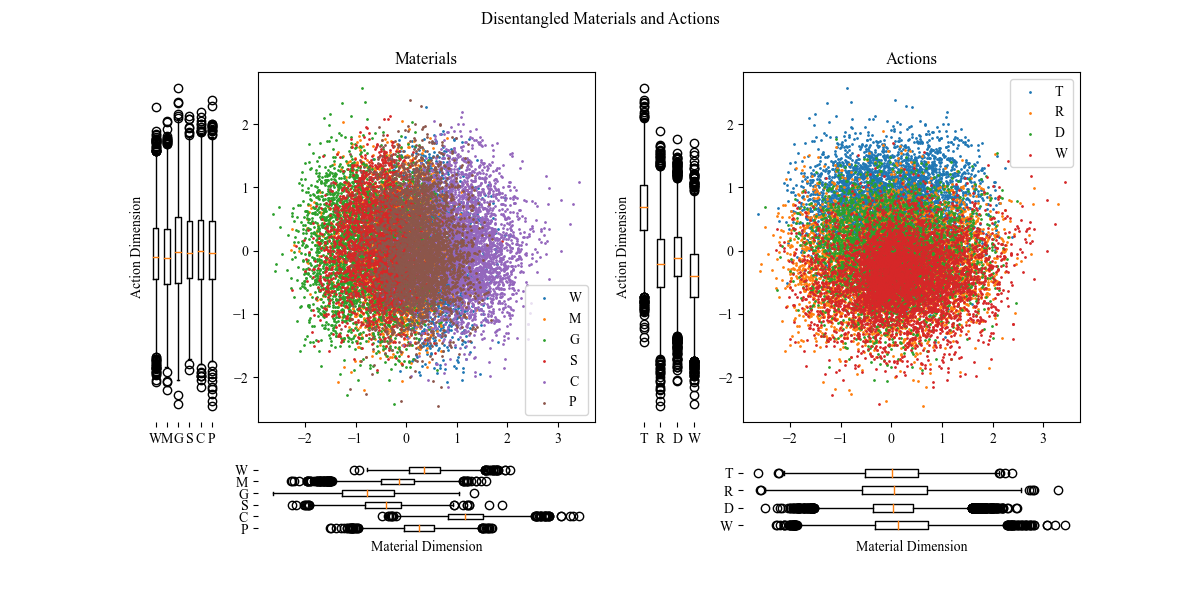 Disentangled Materials and Actions
Materials
Action Dimension
2
1
0
−1
−2
W
M
G
S
C
P
W M G S C P
−2 −1 0 1 2 3
W
M
G
S
C
P
Material Dimension
Actions
Action Dimension
2
1
0
−1
−2
T
R
D
W
T R D W
−2 −1 0 1 2 3
T
R
D
W
Material Dimension